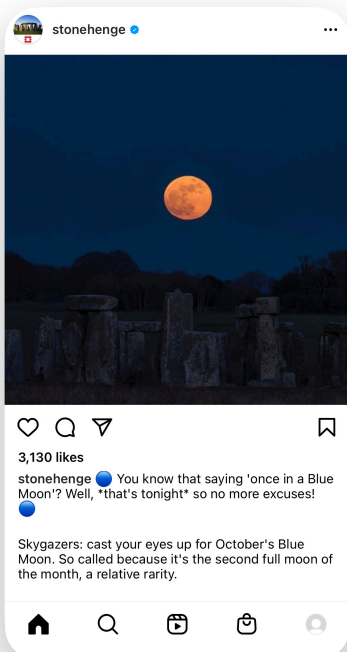 stonehenge
3,130 likes
stonehenge 🔵 You know that saying 'once in a Blue
Moon'? Well, *that's tonight* so no more excuses!
🔵
Skygazers: cast your eyes up for October's Blue
Moon. So called because it's the second full moon of
the month, a relative rarity.